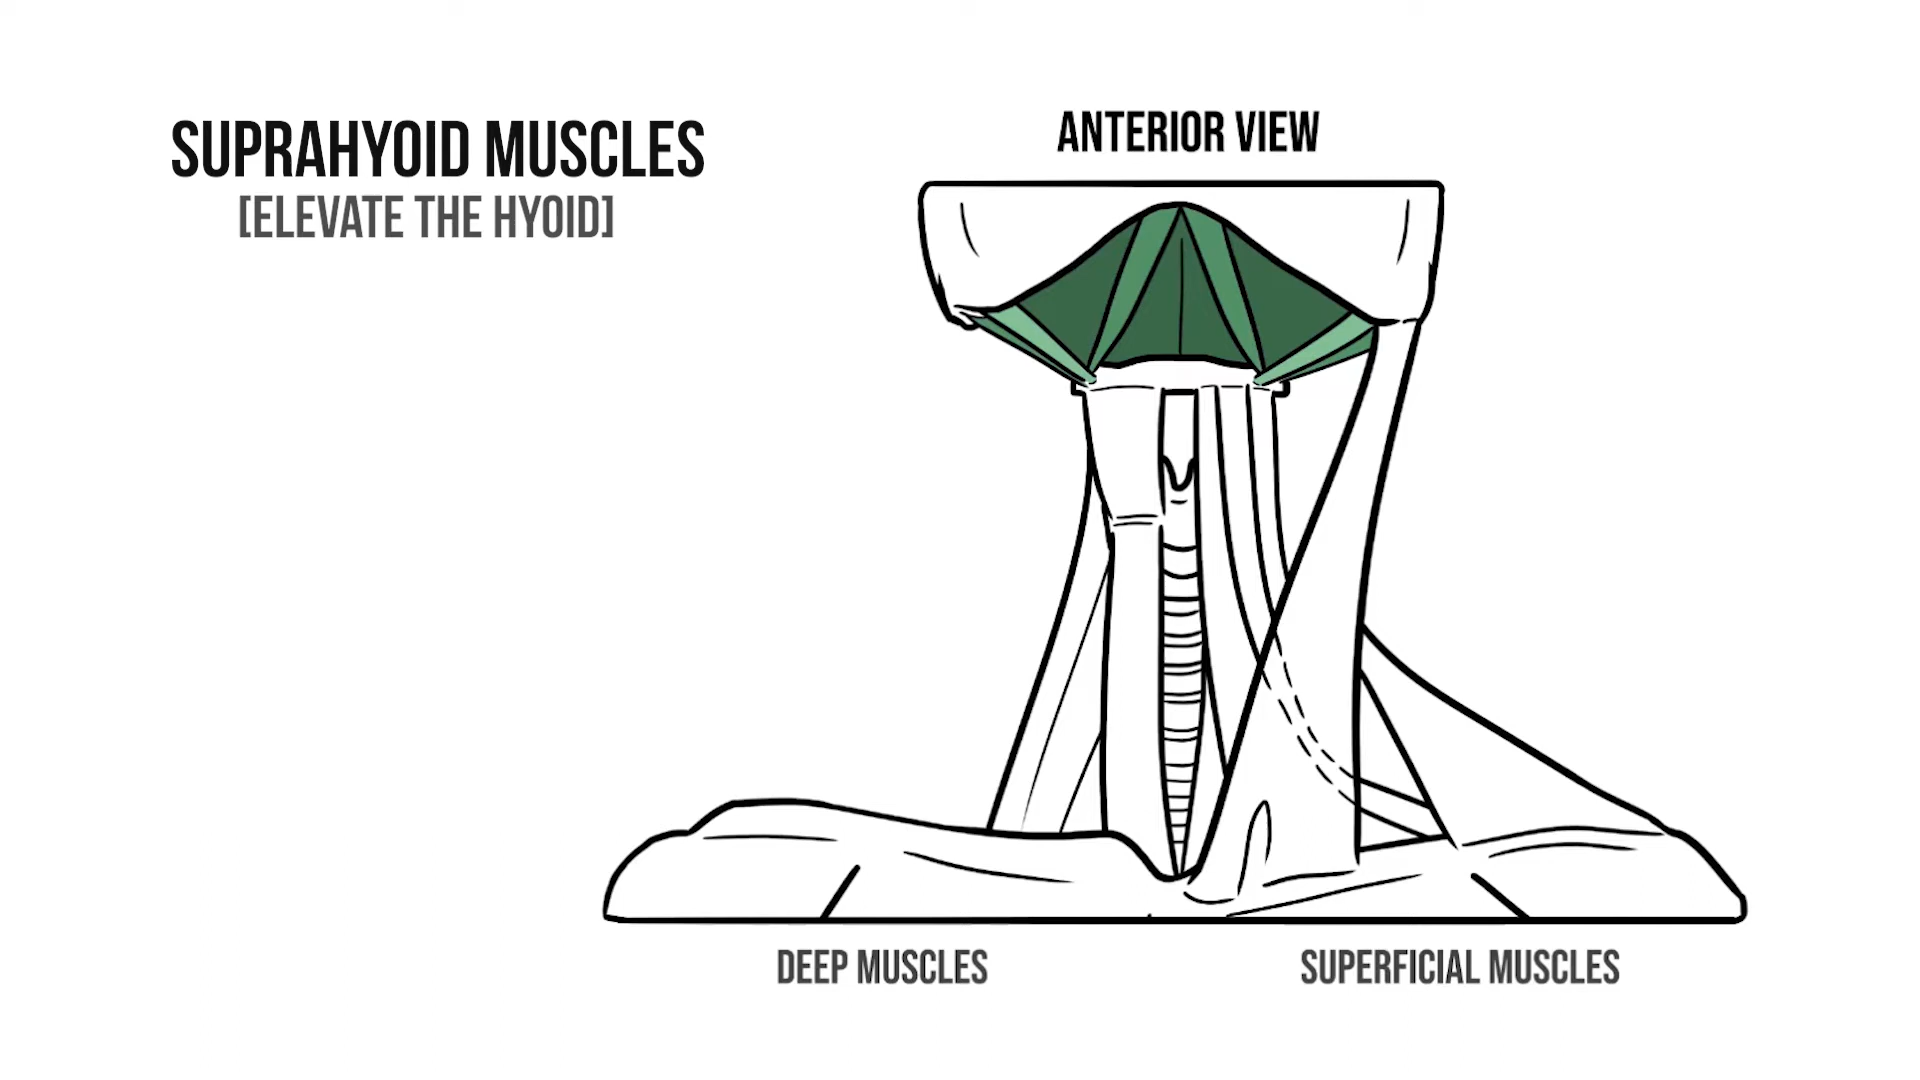 SUPRAHYOID MUSCLES
[ELEVATE THE HYOID]
ANTERIOR VIEW
DEEP MUSCLES
SUPERFICIAL MUSCLES